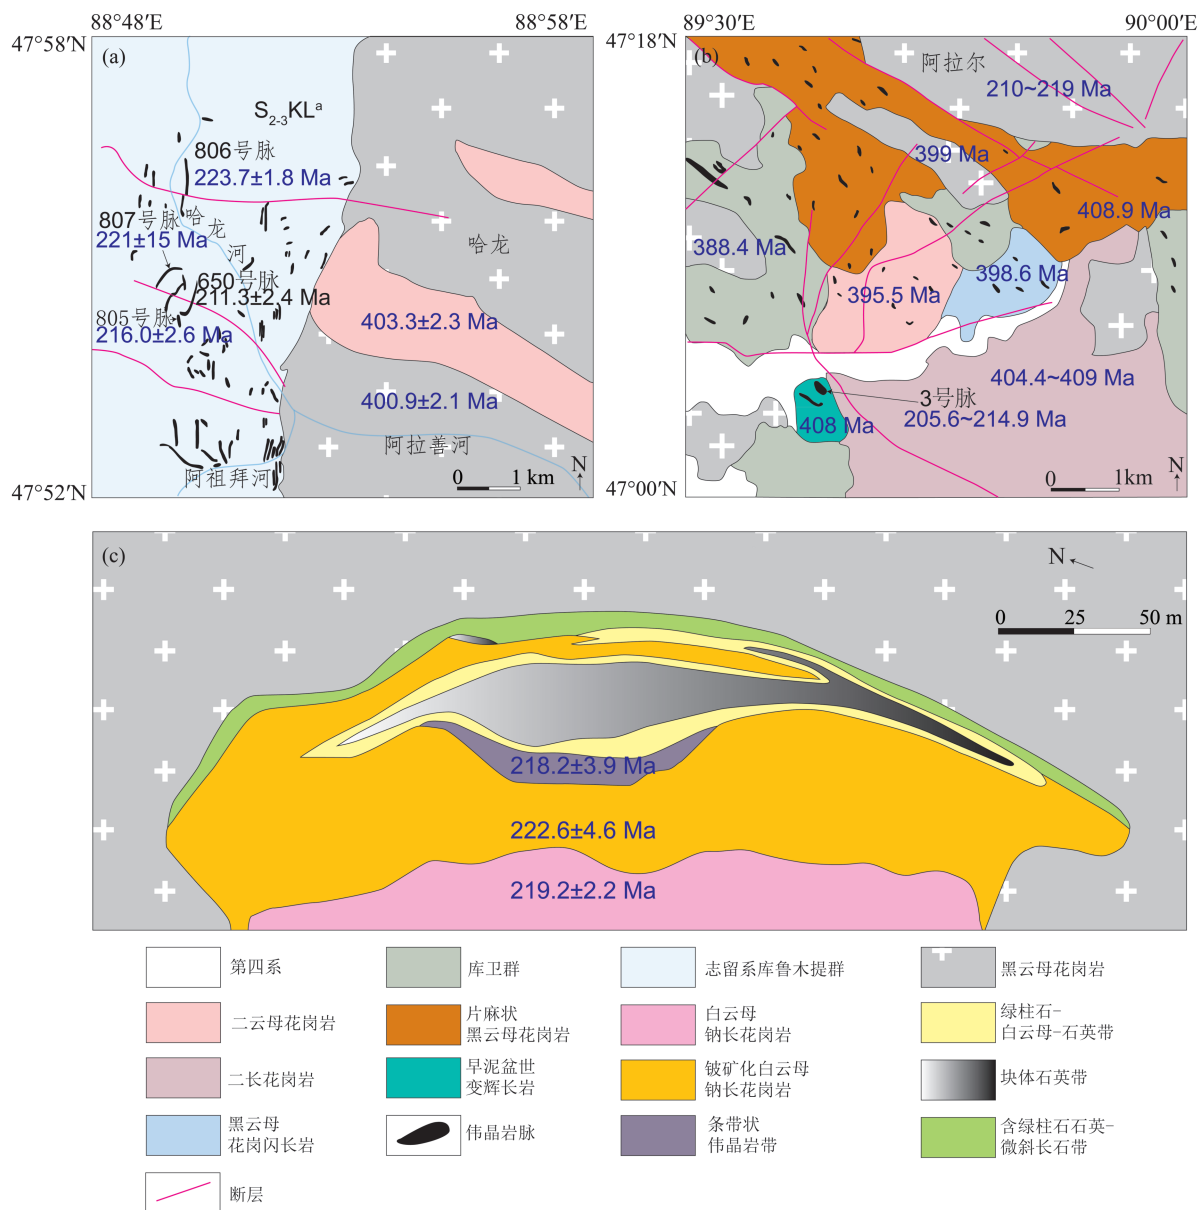 88°48′E
88°58′E
89°30′E
90°00′E
47°58′N
47°52′N
47°18′N
47°00′N
(a)
S₂₋₃KLᵃ
806号脉
223.7±1.8 Ma
807号脉
221±15 Ma
哈龙河
650号脉
211.3±2.4 Ma
805号脉
216.0±2.6 Ma
哈龙
403.3±2.3 Ma
400.9±2.1 Ma
阿拉善河
阿祖拜河
0 1 km
N
(b)
阿拉尔
210~219 Ma
399 Ma
408.9 Ma
388.4 Ma
398.6 Ma
395.5 Ma
404.4~409 Ma
3号脉
205.6~214.9 Ma
408 Ma
0 1km
N
(c)
N
0 25 50 m
218.2±3.9 Ma
222.6±4.6 Ma
219.2±2.2 Ma
第四系
库卫群
志留系库鲁木提群
黑云母花岗岩
二云母花岗岩
片麻状
黑云母花岗岩
白云母
钠长花岗岩
绿柱石–
白云母–石英带
二长花岗岩
早泥盆世
变辉长岩
铍矿化白云母
钠长花岗岩
块体石英带
黑云母
花岗闪长岩
伟晶岩脉
条带状
伟晶岩带
含绿柱石石英–
微斜长石带
断层